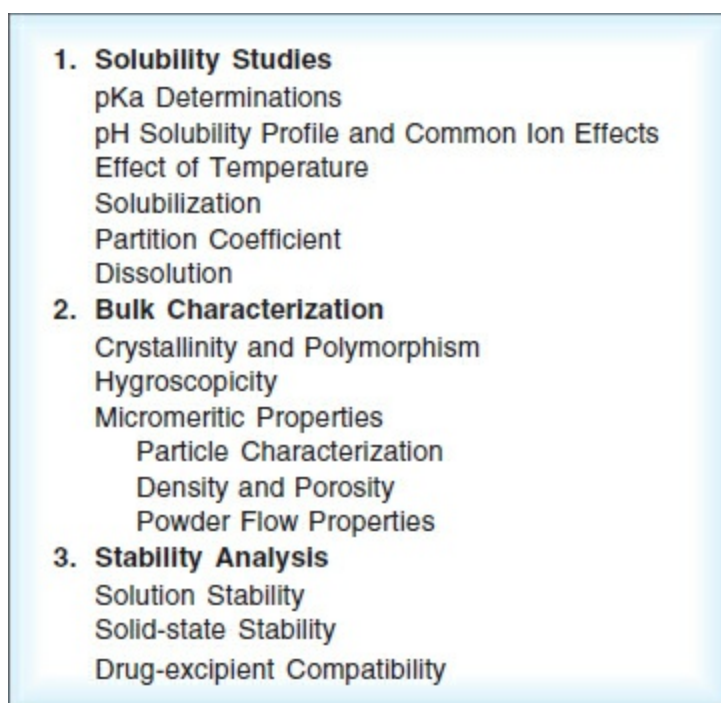 1. Solubility Studies
pKa Determinations
pH Solubility Profile and Common Ion Effects
Effect of Temperature
Solubilization
Partition Coefficient
Dissolution
2. Bulk Characterization
Crystallinity and Polymorphism
Hygroscopicity
Micromeritic Properties
Particle Characterization
Density and Porosity
Powder Flow Properties
3. Stability Analysis
Solution Stability
Solid-state Stability
Drug-excipient Compatibility